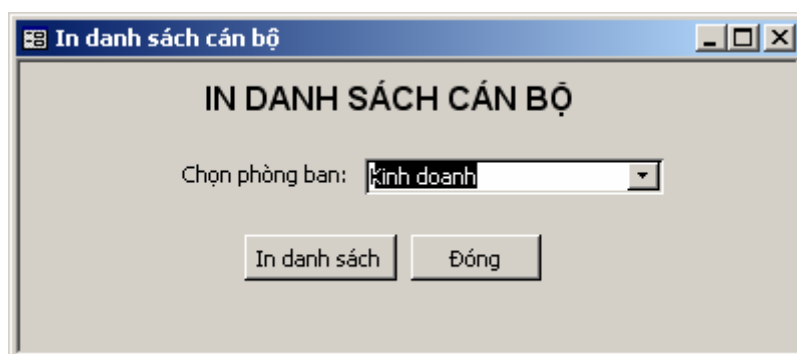 In danh sách cán bộ
IN DANH SÁCH CÁN BỘ
Chọn phòng ban: kinh doanh
In danh sách Đóng